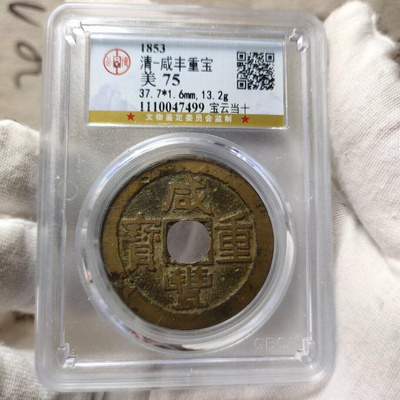 1853
清-咸丰重宝
美 75
37.7*1.6mm,13.2g
1110047499 宝云当十
★ 文物鉴定委员会监制 ★
咸
寶 重
豐